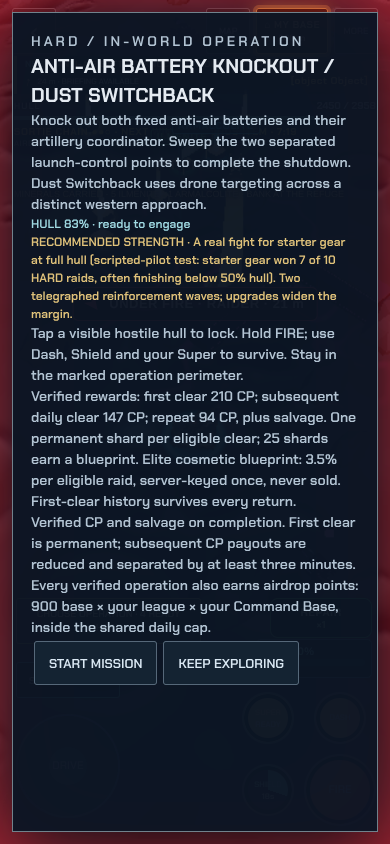 HARD / IN-WORLD OPERATION
ANTI-AIR BATTERY KNOCKOUT /
DUST SWITCHBACK
Knock out both fixed anti-air batteries and their
artillery coordinator. Sweep the two separated
launch-control points to complete the shutdown.
Dust Switchback uses drone targeting across a
distinct western approach.
HULL 83% · ready to engage
RECOMMENDED STRENGTH · A real fight for starter gear
at full hull (scripted-pilot test: starter gear won 7 of 10
HARD raids, often finishing below 50% hull). Two
telegraphed reinforcement waves; upgrades widen the
margin.
Tap a visible hostile hull to lock. Hold FIRE; use
Dash, Shield and your Super to survive. Stay in
the marked operation perimeter.
Verified rewards: first clear 210 CP; subsequent
daily clear 147 CP; repeat 94 CP, plus salvage. One
permanent shard per eligible clear; 25 shards
earn a blueprint. Elite cosmetic blueprint: 3.5%
per eligible raid, server-keyed once, never sold.
First-clear history survives every return.
Verified CP and salvage on completion. First clear
is permanent; subsequent CP payouts are
reduced and separated by at least three minutes.
Every verified operation also earns airdrop points:
900 base × your league × your Command Base,
inside the shared daily cap.
START MISSION
KEEP EXPLORING